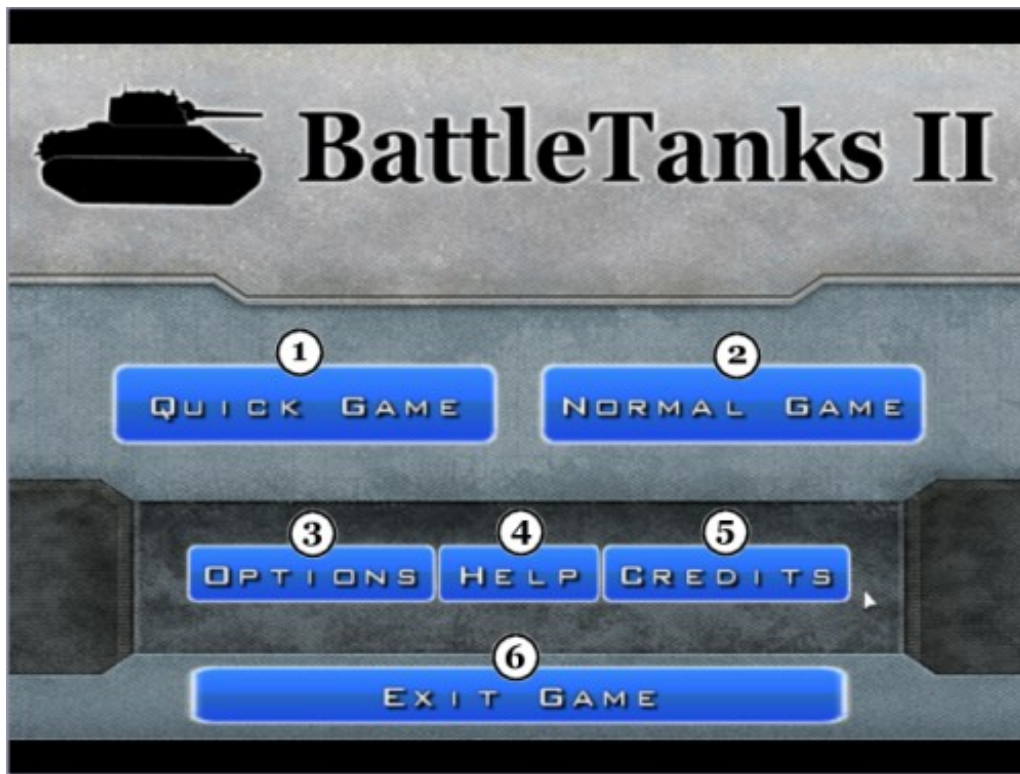 BattleTanks II
1
2
Quick Game
Normal Game
3
4
5
Options
Help
Credits
6
Exit Game